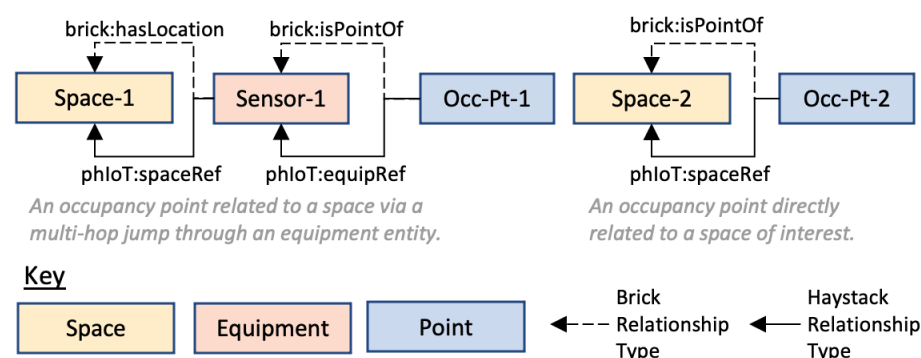 brick:hasLocation
brick:isPointOf
brick:isPointOf
Space-1
Sensor-1
Occ-Pt-1
Space-2
Occ-Pt-2
phIoT:spaceRef
phIoT:equipRef
phIoT:spaceRef
An occupancy point related to a space via a
multi-hop jump through an equipment entity.
An occupancy point directly
related to a space of interest.
Key
Space
Equipment
Point
Brick
Relationship
Type
Haystack
Relationship
Type